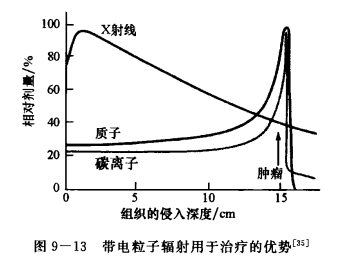 100
80
60
40
20
0
相对剂量/%
X射线
质子
碳离子
肿瘤
0 5 10 15
组织的侵入深度/cm
图 9—13 带电粒子辐射用于治疗的优势[35]